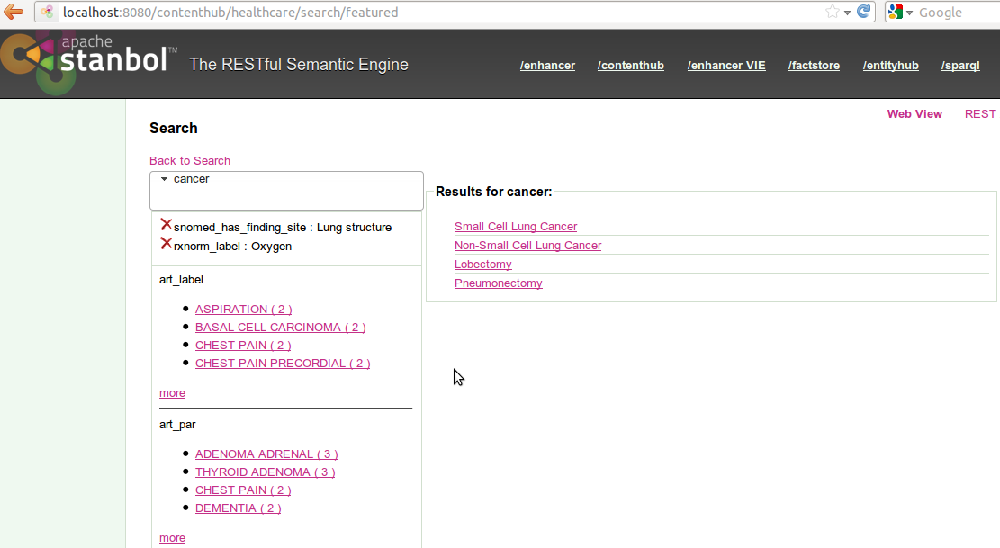 localhost:8080/contenthub/healthcare/search/featured
Google
apache
stanbol™
The RESTful Semantic Engine
/enhancer /contenthub /enhancer VIE /factstore /entityhub /sparql
Web View REST
Search
Back to Search
cancer
snomed_has_finding_site : Lung structure
rxnorm_label : Oxygen
art_label
ASPIRATION ( 2 )
BASAL CELL CARCINOMA ( 2 )
CHEST PAIN ( 2 )
CHEST PAIN PRECORDIAL ( 2 )
more
art_par
ADENOMA ADRENAL ( 3 )
THYROID ADENOMA ( 3 )
CHEST PAIN ( 2 )
DEMENTIA ( 2 )
more
Results for cancer:
Small Cell Lung Cancer
Non-Small Cell Lung Cancer
Lobectomy
Pneumonectomy